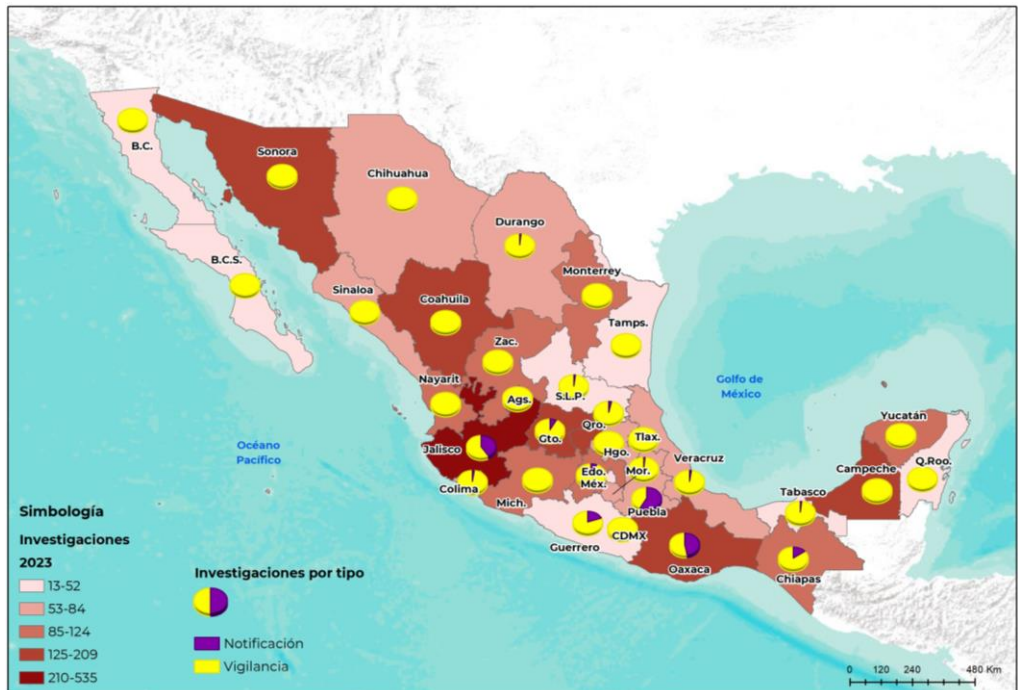 B.C.
Sonora
Chihuahua
B.C.S.
Durango
Monterrey
Sinaloa
Coahuila
Tamps.
Zac.
Nayarit
Ags.
S.L.P.
Golfo de
México
Yucatán
Qro.
Tlax.
Gto.
Jalisco
Océano
Pacífico
Hgo.
Veracruz
Q.Roo.
Campeche
Edo.
Méx.
Mor.
Colima
Tabasco
Mich.
Puebla
CDMX
Guerrero
Oaxaca
Chiapas
Simbología
Investigaciones
2023
13-52
53-84
85-124
125-209
210-535
Investigaciones por tipo
Notificación
Vigilancia
0 120 240 480 Km